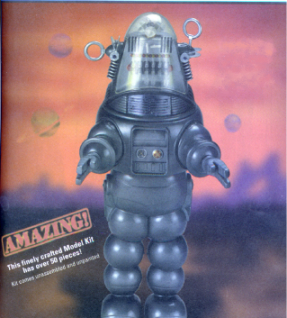 AMAZING!
This finely crafted Model Kit
has over 50 pieces!
Kit comes unassembled and unpainted